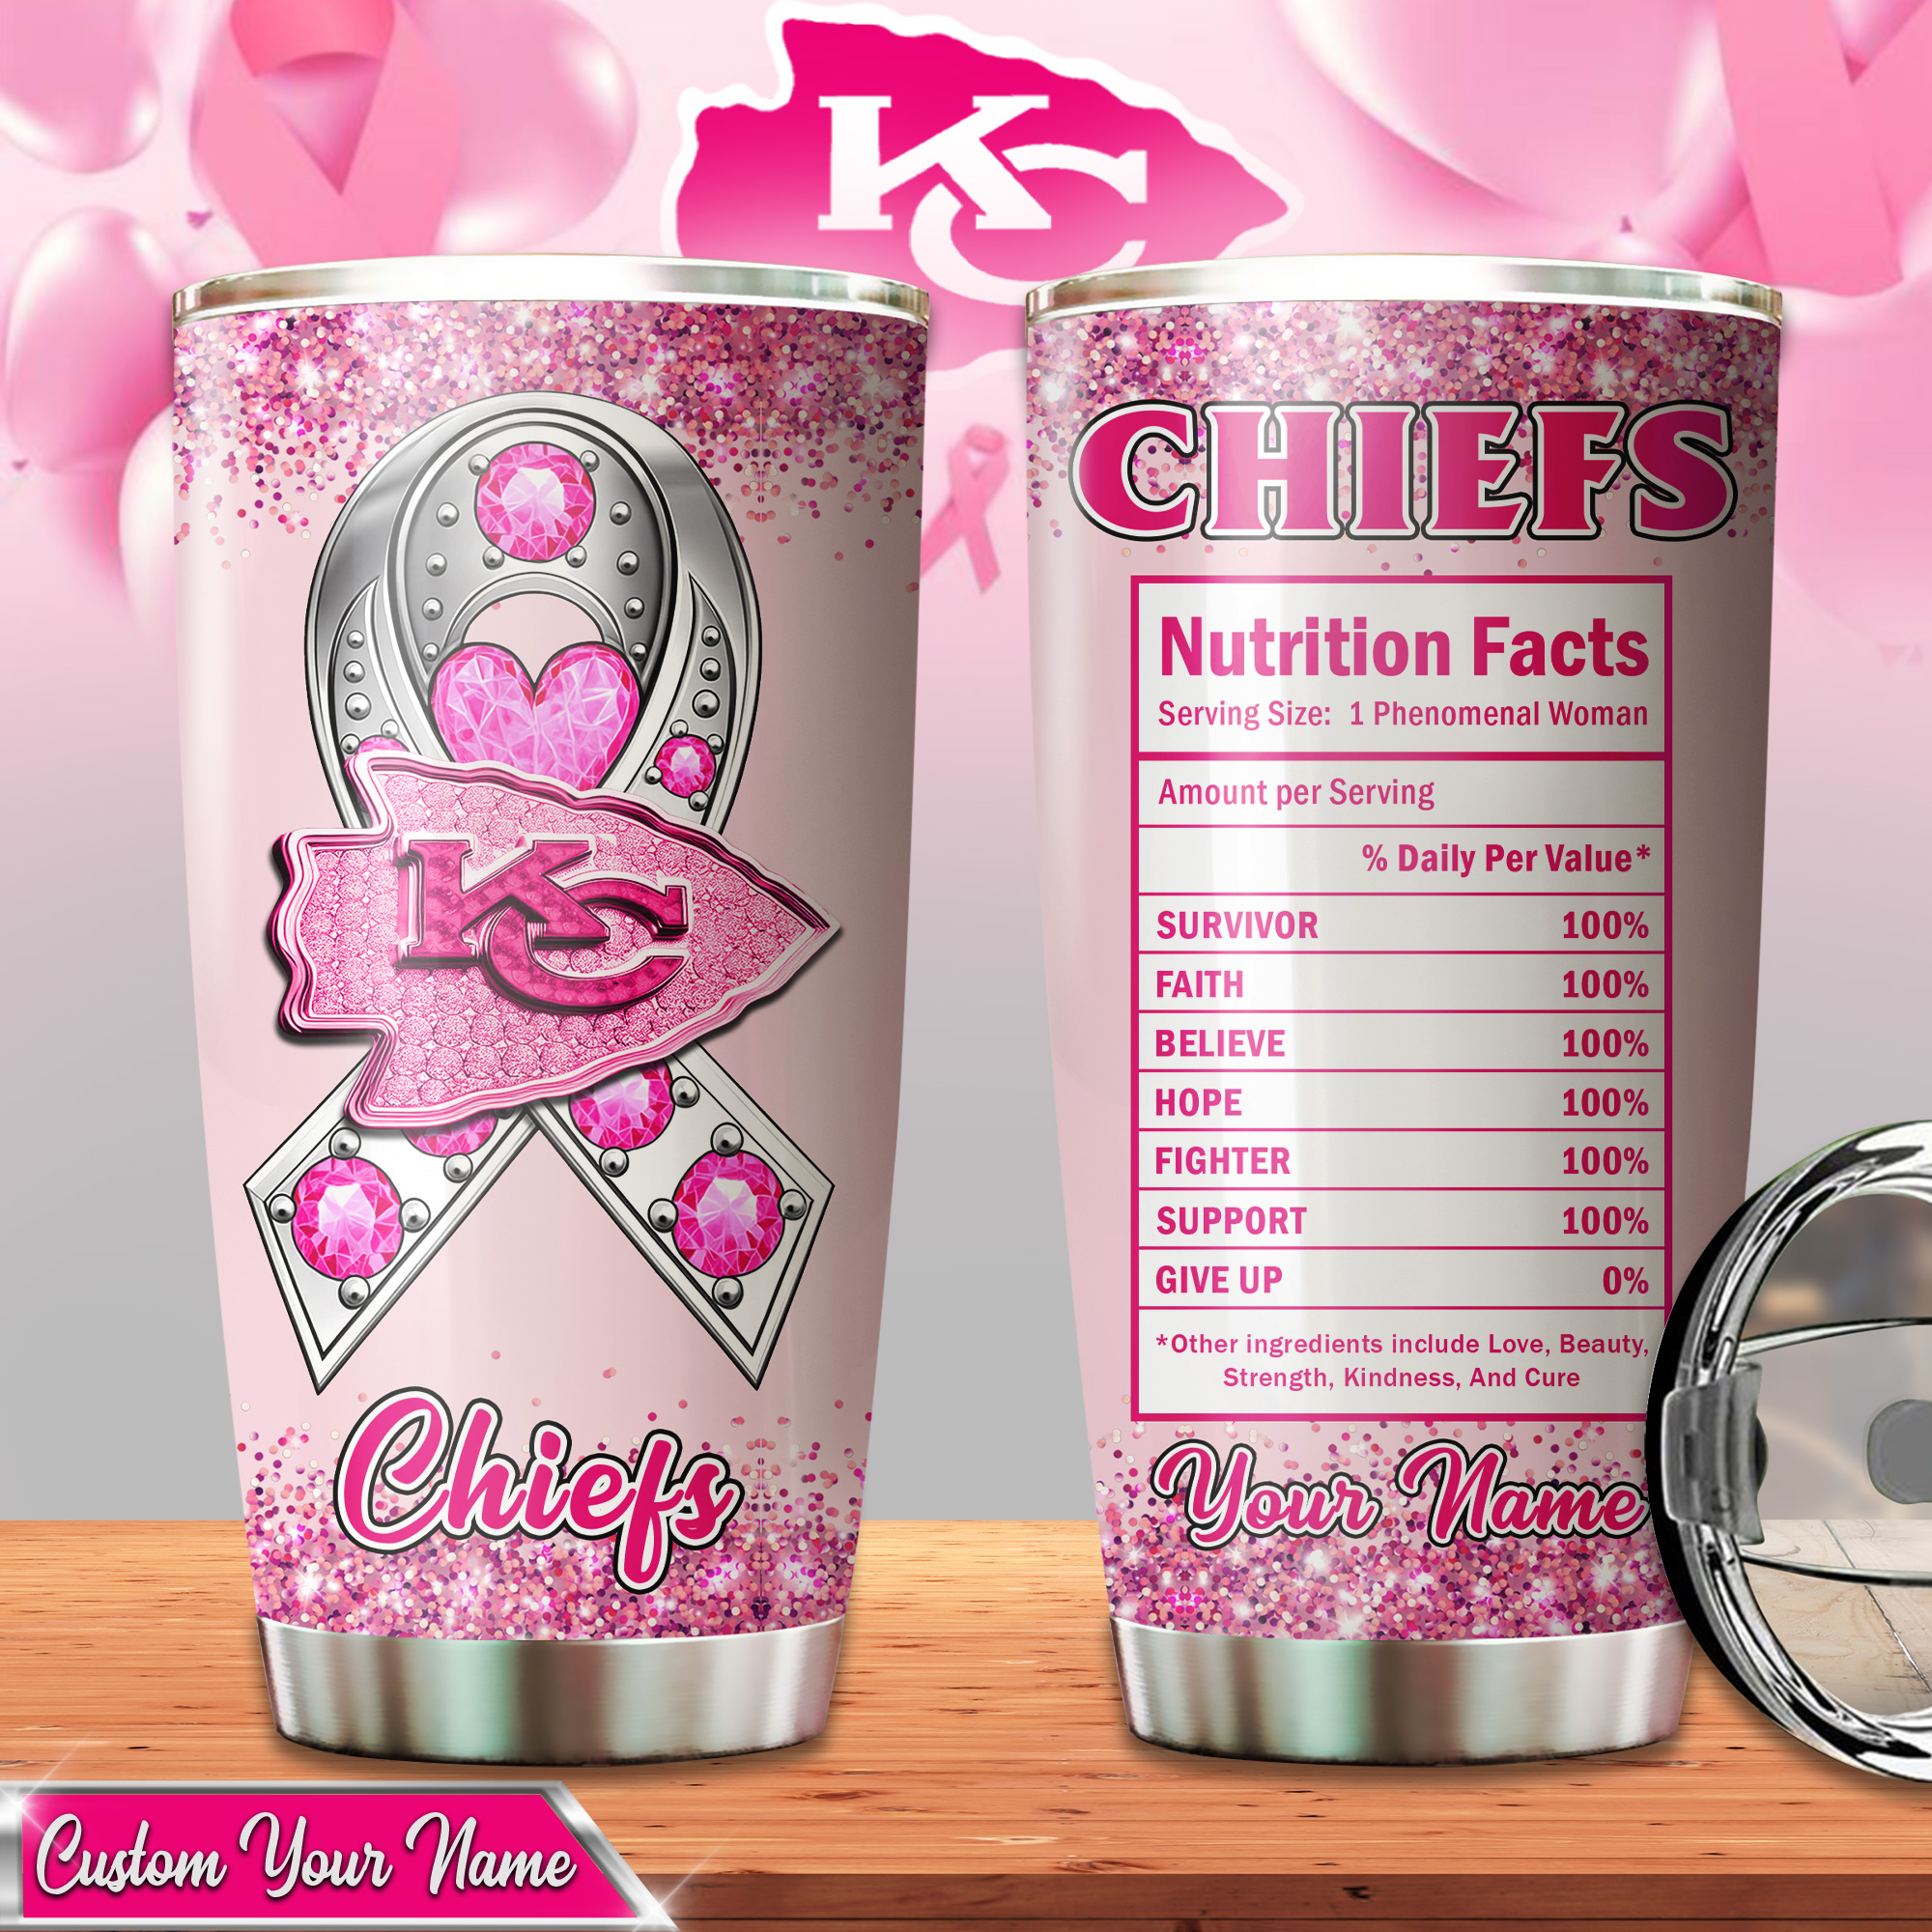 KC
CHIEFS
Nutrition Facts
Serving Size: 1 Phenomenal Woman
Amount per Serving
% Daily Per Value*
SURVIVOR 100%
FAITH 100%
BELIEVE 100%
HOPE 100%
FIGHTER 100%
SUPPORT 100%
GIVE UP 0%
*Other ingredients include Love, Beauty,
Strength, Kindness, And Cure
Your Name
KC
Chiefs
Custom Your Name